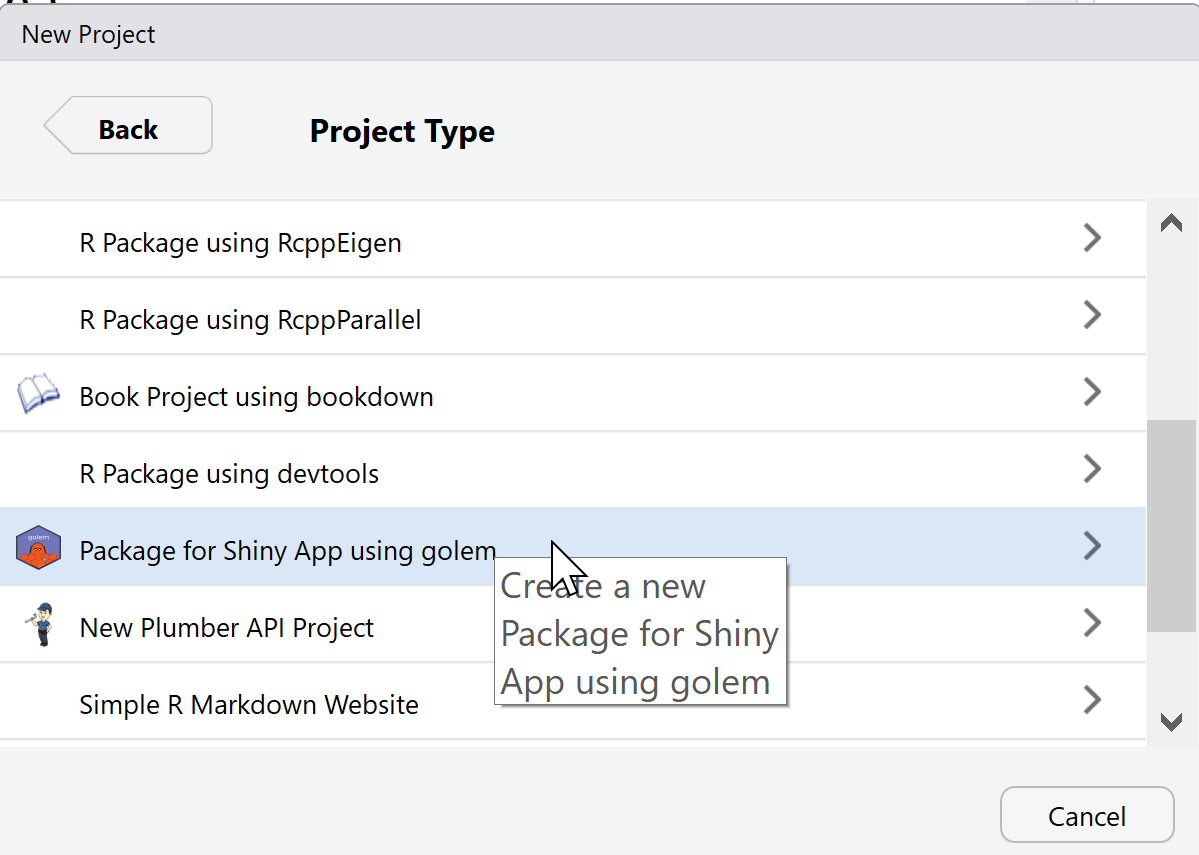 New Project
Back
Project Type
R Package using RcppEigen
R Package using RcppParallel
Book Project using bookdown
R Package using devtools
golem
Package for Shiny App using golem
Create a new
Package for Shiny
App using golem
New Plumber API Project
Simple R Markdown Website
Cancel